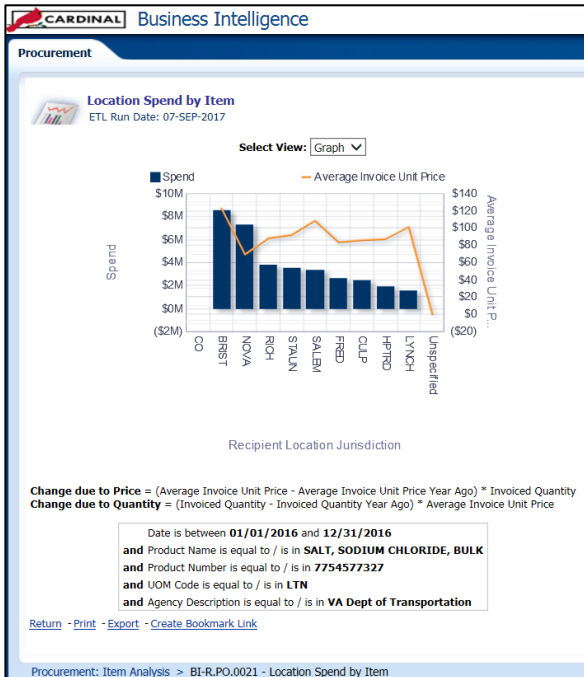 CARDINAL Business Intelligence
Procurement
Location Spend by Item
ETL Run Date: 07-SEP-2017
Select View: Graph
Spend
Average Invoice Unit Price
$10M
$8M
$6M
$4M
$2M
$0M
($2M)
Spend
$140
$120
$100
$80
$60
$40
$20
$0
($20)
Average Invoice Unit P...
CO
BRIST
NOVA
RICH
STAUN
SALEM
FRED
CULP
HPTRD
LYNCH
Unspecified
Recipient Location Jurisdiction
Change due to Price = (Average Invoice Unit Price - Average Invoice Unit Price Year Ago) * Invoiced Quantity
Change due to Quantity = (Invoiced Quantity - Invoiced Quantity Year Ago) * Average Invoice Unit Price
Date is between 01/01/2016 and 12/31/2016
and Product Name is equal to / is in SALT, SODIUM CHLORIDE, BULK
and Product Number is equal to / is in 7754577327
and UOM Code is equal to / is in LTN
and Agency Description is equal to / is in VA Dept of Transportation
Return - Print - Export - Create Bookmark Link
Procurement: Item Analysis > BI-R.PO.0021 - Location Spend by Item